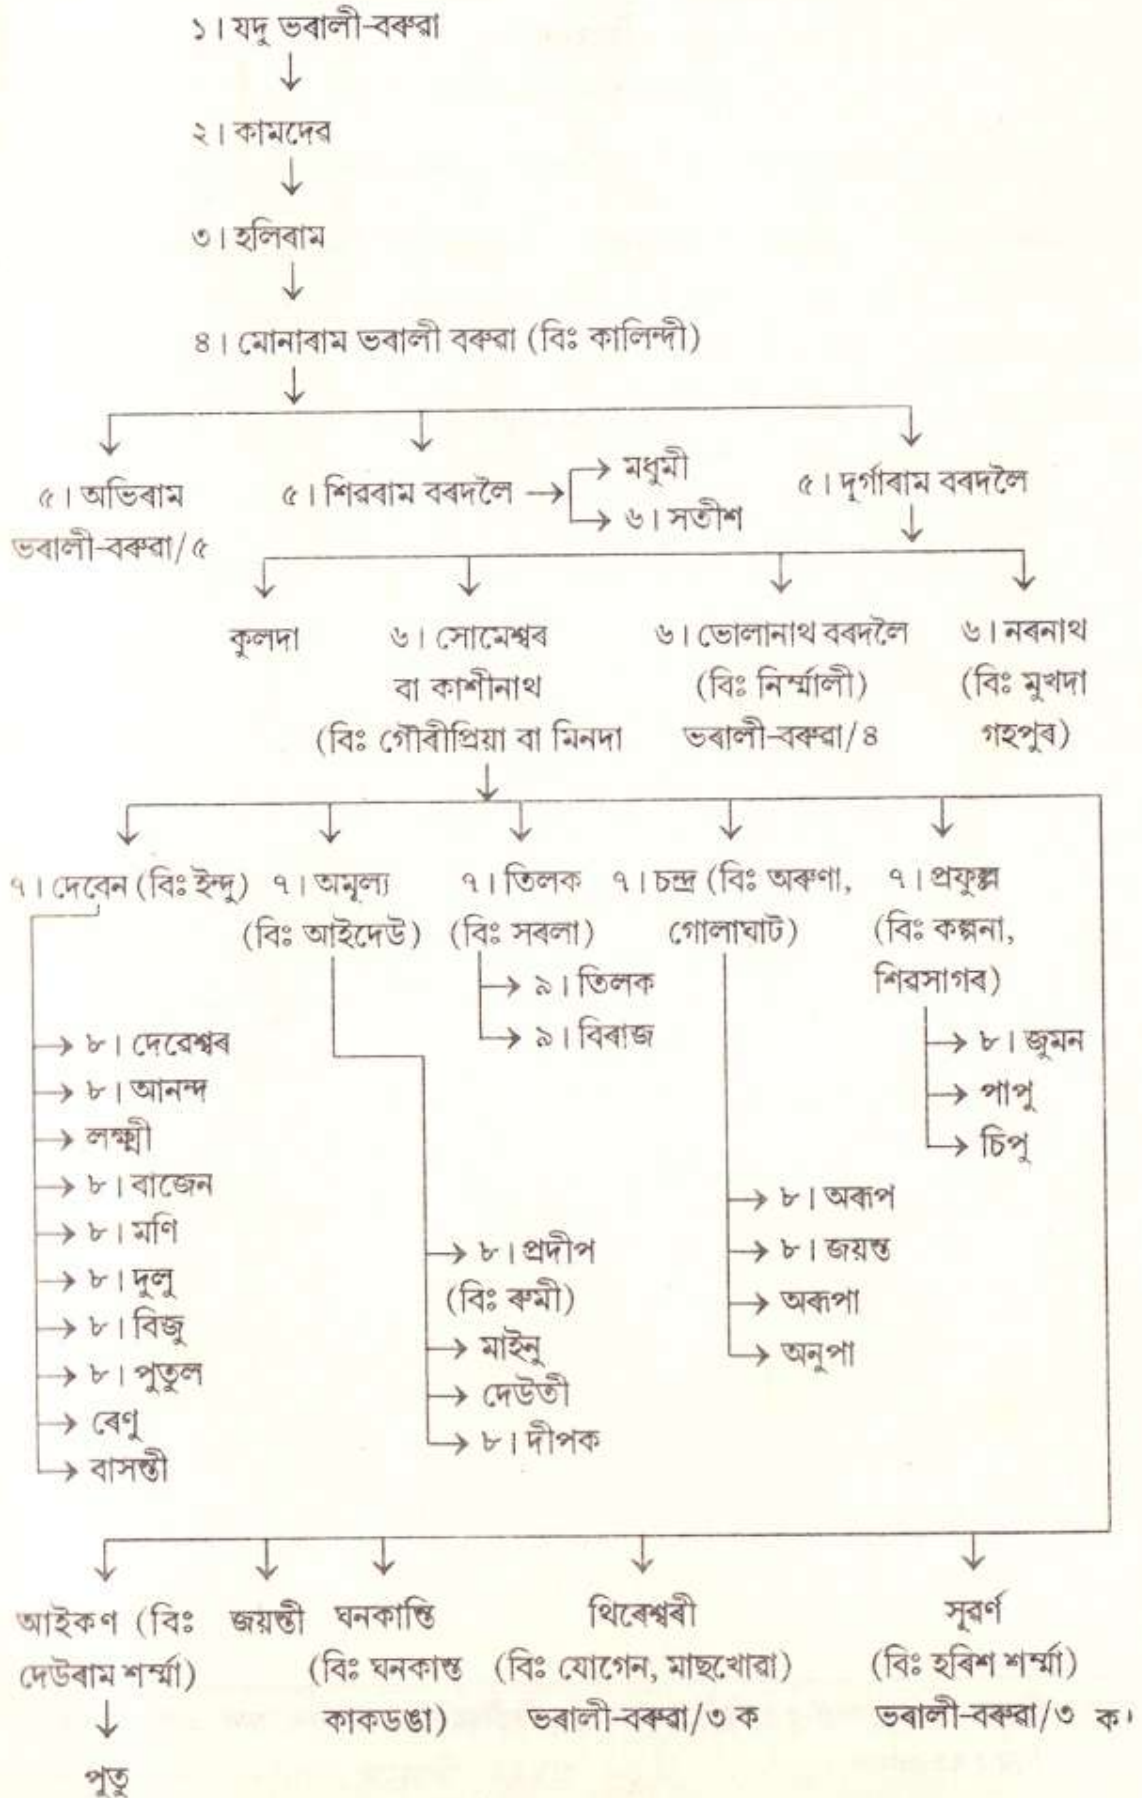 ১। যদু ভৰালী-বৰুৱা
২। কামদেৱ
৩। হলিৰাম
৪। মোনাৰাম ভৰালী বৰুৱা (বিঃ কালিন্দী)
৫। অভিৰাম
ভৰালী-বৰুৱা/৫
৫। শিৱৰাম বৰদলৈ
মধুমী
৬। সতীশ
৫। দূৰ্গাৰাম বৰদলৈ
কুলদা
৬। সোমেশ্বৰ
বা কাশীনাথ
(বিঃ গৌৰীপ্ৰিয়া বা মিনদা
৬। ভোলানাথ বৰদলৈ
(বিঃ নিৰ্ম্মালী)
ভৰালী-বৰুৱা/৪
৬। নৰনাথ
(বিঃ মুখদা
গহপুৰ)
৭। দেবেন (বিঃ ইন্দু)
৭। অমূল্য
(বিঃ আইদেউ)
৭। তিলক
(বিঃ সৰলা)
৯। তিলক
৯। বিৰাজ
৭। চন্দ্ৰ (বিঃ অৰুণা,
গোলাঘাট)
৭। প্ৰফুল্ল
(বিঃ কল্পনা,
শিৱসাগৰ)
৮। দেৱেশ্বৰ
৮। আনন্দ
লক্ষ্মী
৮। ৰাজেন
৮। মণি
৮। দুলু
৮। বিজু
৮। পুতুল
ৰেণু
বাসন্তী
৮। প্ৰদীপ
(বিঃ ৰুমী)
মাইনু
দেউতী
৮। দীপক
৮। অৰূপ
৮। জয়ন্ত
অৰূপা
অনুপা
৮। জুমন
পাপু
চিপু
আইকণ (বিঃ
দেউৰাম শৰ্ম্মা)
পুতু
জয়ন্তী
ঘনকান্তি
(বিঃ ঘনকান্ত
কাকডঙা)
থিৰেশ্বৰী
(বিঃ যোগেন, মাছখোৱা)
ভৰালী-বৰুৱা/৩ ক
সূৱৰ্ণ
(বিঃ হৰিশ শৰ্ম্মা)
ভৰালী-বৰুৱা/৩ ক।